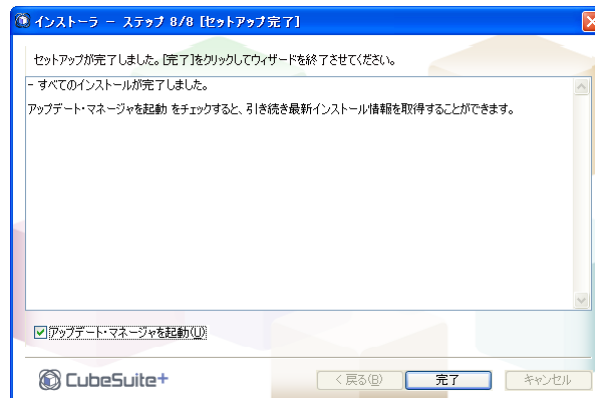 インストーラ － ステップ 8/8 [セットアップ完了]
セットアップが完了しました。[完了]をクリックしてウィザードを終了させてください。
- すべてのインストールが完了しました。
アップデート・マネージャを起動 をチェックすると、引き続き最新インストール情報を取得することができます。
アップデート・マネージャを起動(U)
CubeSuite+
< 戻る(B)
完了
キャンセル